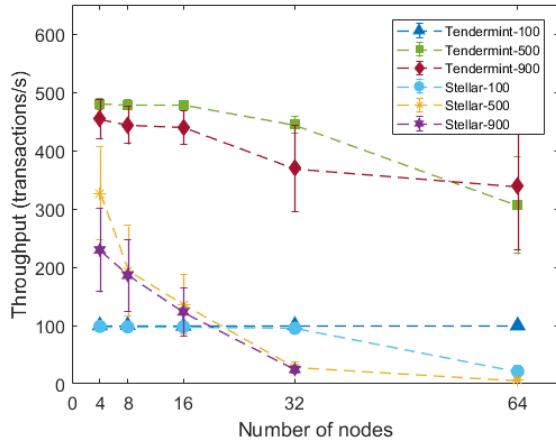 Throughput (transactions/s)
600
500
400
300
200
100
0
0 4 8 16 32 64
Number of nodes
Tendermint-100
Tendermint-500
Tendermint-900
Stellar-100
Stellar-500
Stellar-900